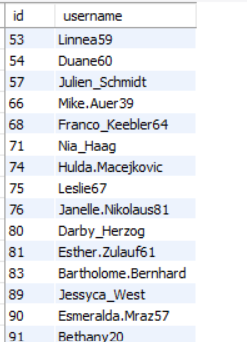 id username
53 Linnea59
54 Duane60
57 Julien_Schmidt
66 Mike.Auer39
68 Franco_Keebler64
71 Nia_Haag
74 Hulda.Macejkovic
75 Leslie67
76 Janelle.Nikolaus81
80 Darby_Herzog
81 Esther.Zulauf61
83 Bartholome.Bernhard
89 Jessyca_West
90 Esmeralda.Mraz57
91 Bethany20